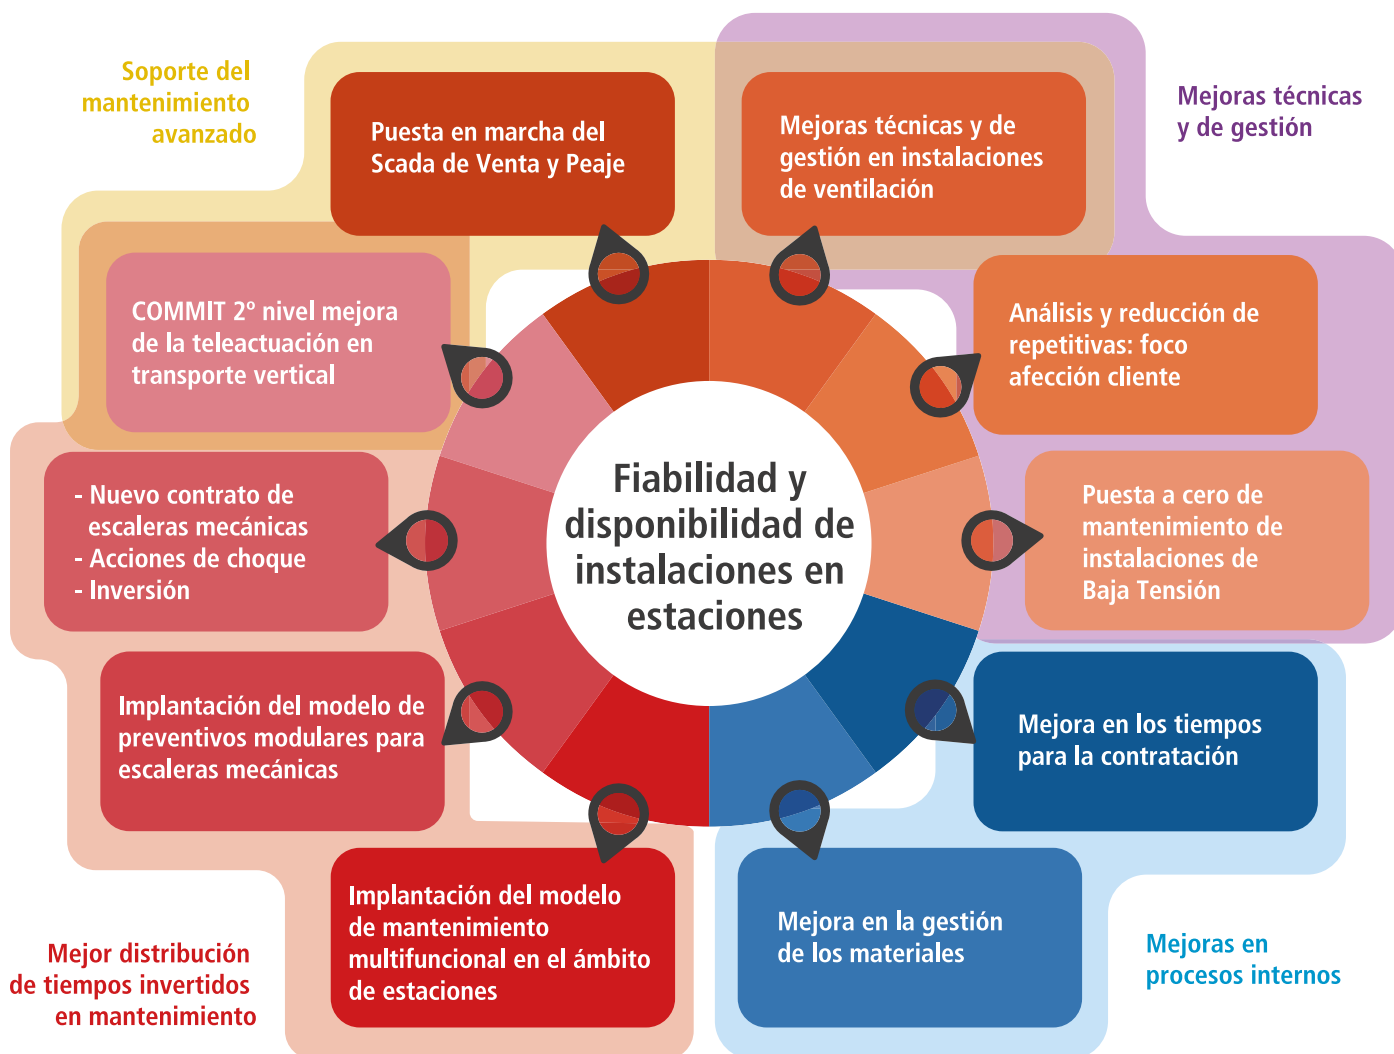 Soporte del
mantenimiento
avanzado
Puesta en marcha del
Scada de Venta y Peaje
Mejoras técnicas y de
gestión en instalaciones
de ventilación
Mejoras técnicas
y de gestión
COMMIT 2º nivel mejora
de la teleactuación en
transporte vertical
Análisis y reducción de
repetitivas: foco
afección cliente
- Nuevo contrato de
escaleras mecánicas
- Acciones de choque
- Inversión
Fiabilidad y
disponibilidad de
instalaciones en
estaciones
Puesta a cero de
mantenimiento de
instalaciones de
Baja Tensión
Implantación del modelo de
preventivos modulares para
escaleras mecánicas
Mejora en los tiempos
para la contratación
Mejor distribución
de tiempos invertidos
en mantenimiento
Implantación del modelo
de mantenimiento
multifuncional en el ámbito
de estaciones
Mejora en la gestión
de los materiales
Mejoras en
procesos internos